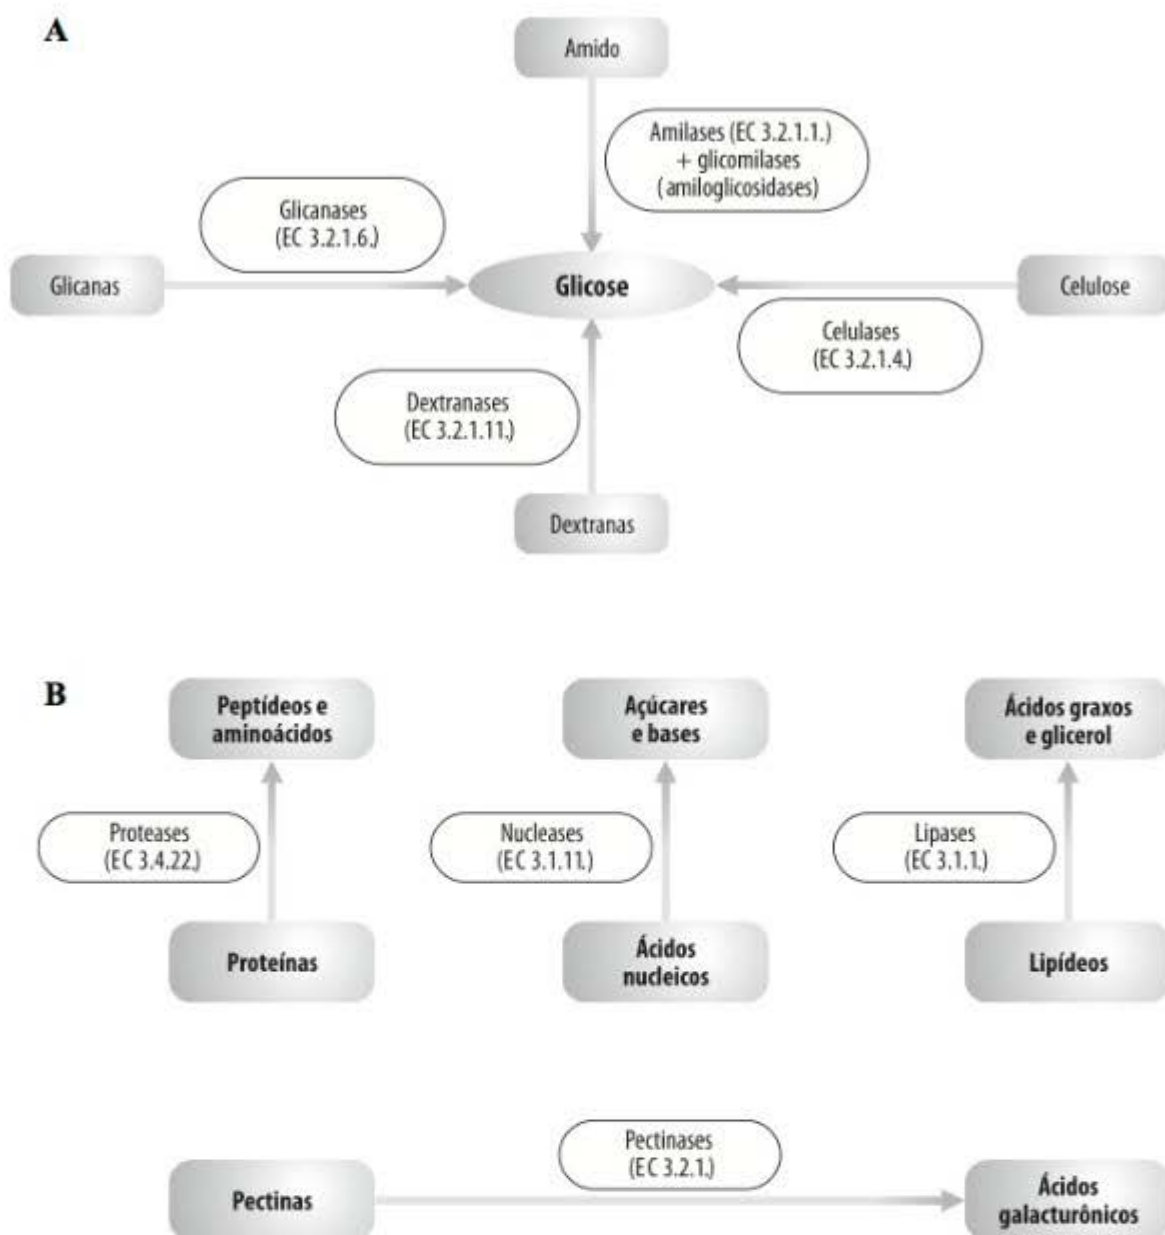 A
Amido
Amilases (EC 3.2.1.1.)
+ glicomilases
(amiloglicosidases)
Glicanases
(EC 3.2.1.6.)
Glicanas
Glicose
Celulose
Celulases
(EC 3.2.1.4.)
Dextranases
(EC 3.2.1.11.)
Dextranas
B
Peptídeos e
aminoácidos
Açúcares
e bases
Ácidos graxos
e glicerol
Proteases
(EC 3.4.22.)
Nucleases
(EC 3.1.11.)
Lipases
(EC 3.1.1.)
Proteínas
Ácidos
nucleicos
Lipídeos
Pectinases
(EC 3.2.1.)
Pectinas
Ácidos
galacturônicos